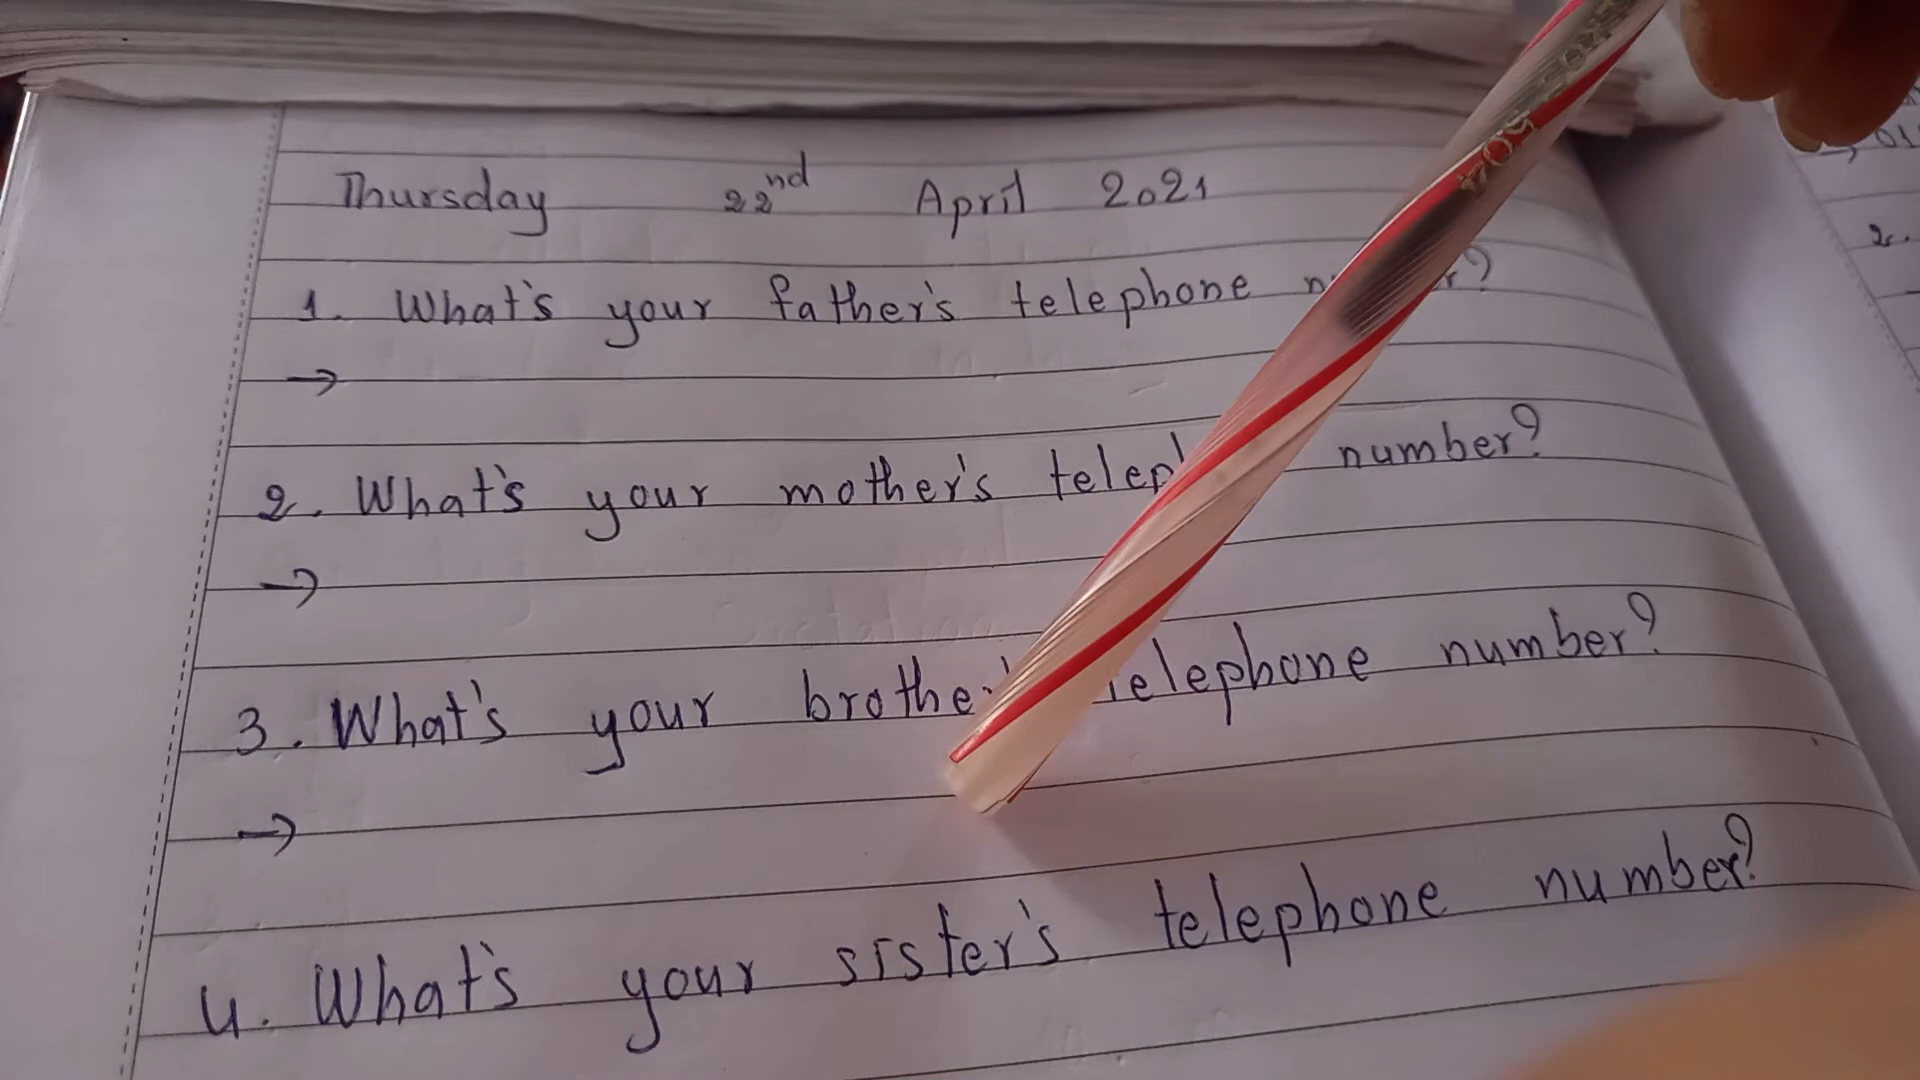 Thursday 22nd April 2021
1. What's your father's telephone
→
2. What's your mother's number?
→
3. What's your telephone number?
→
4. What's your sister's telephone number?
2.